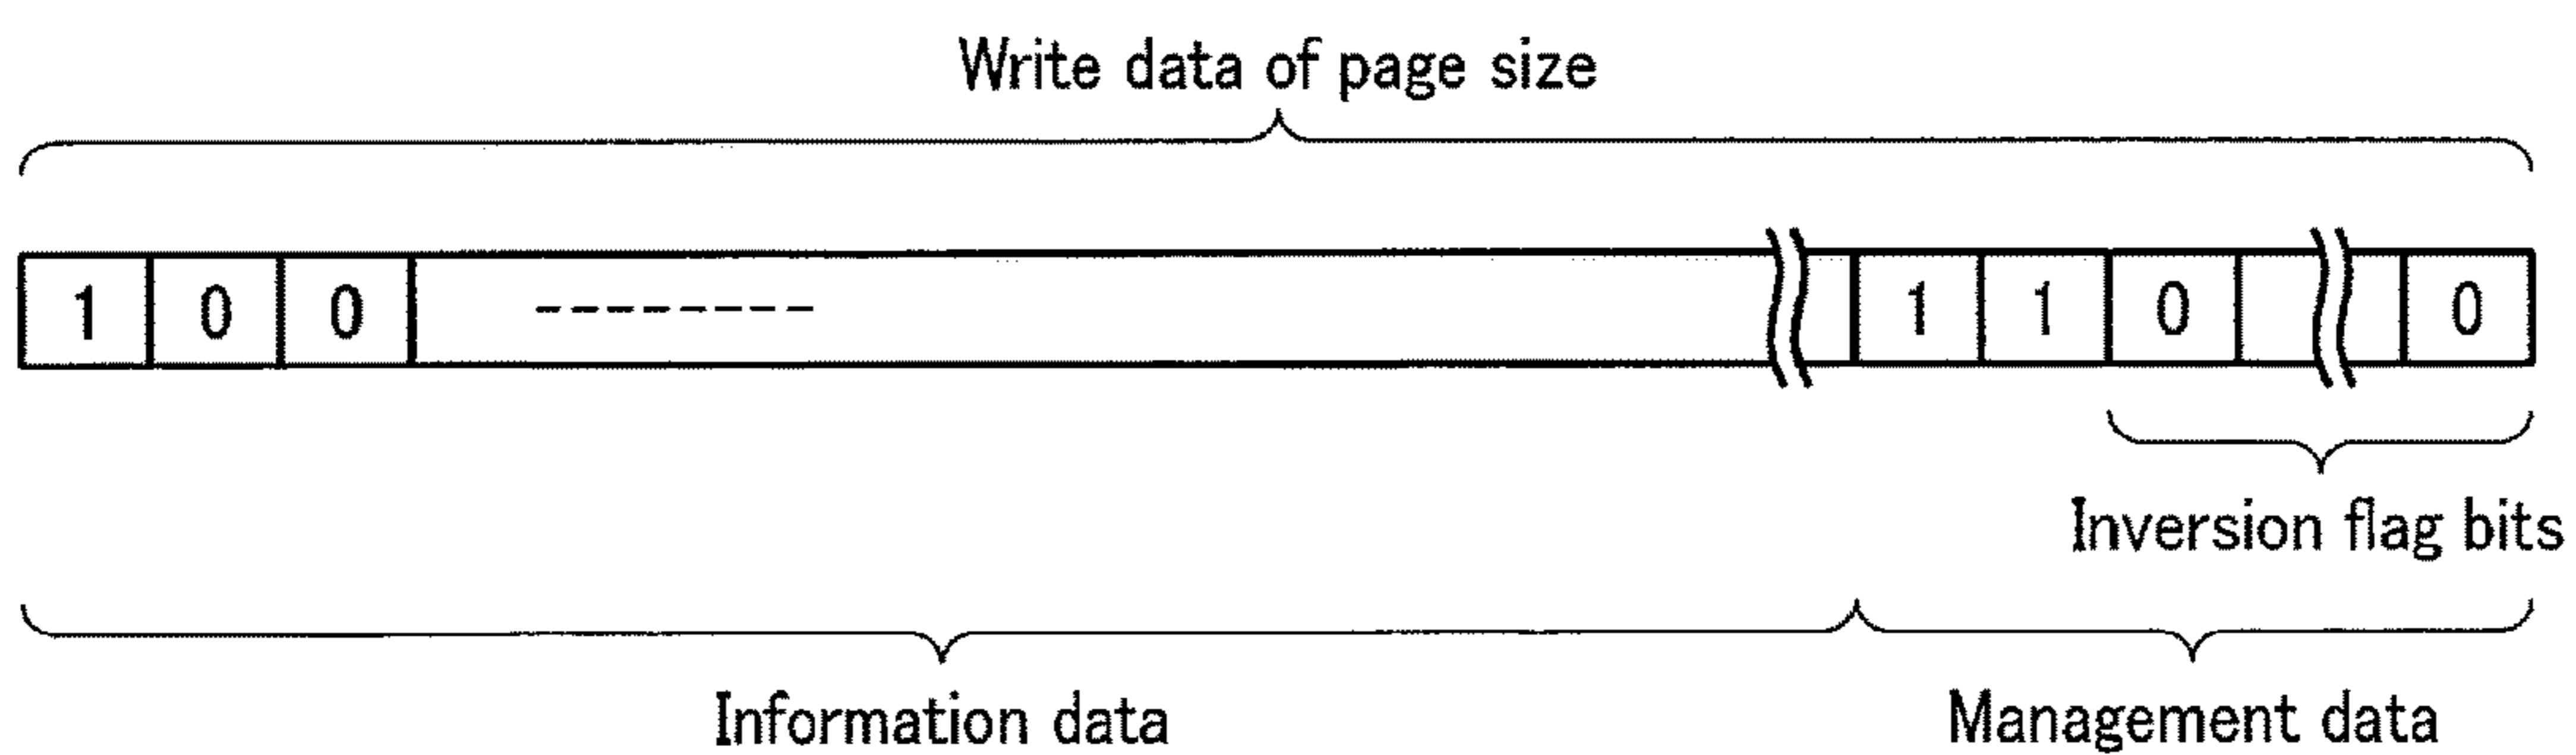 Write data of page size
1 0 0 -------- 1 1 0 0
Inversion flag bits
Information data Management data